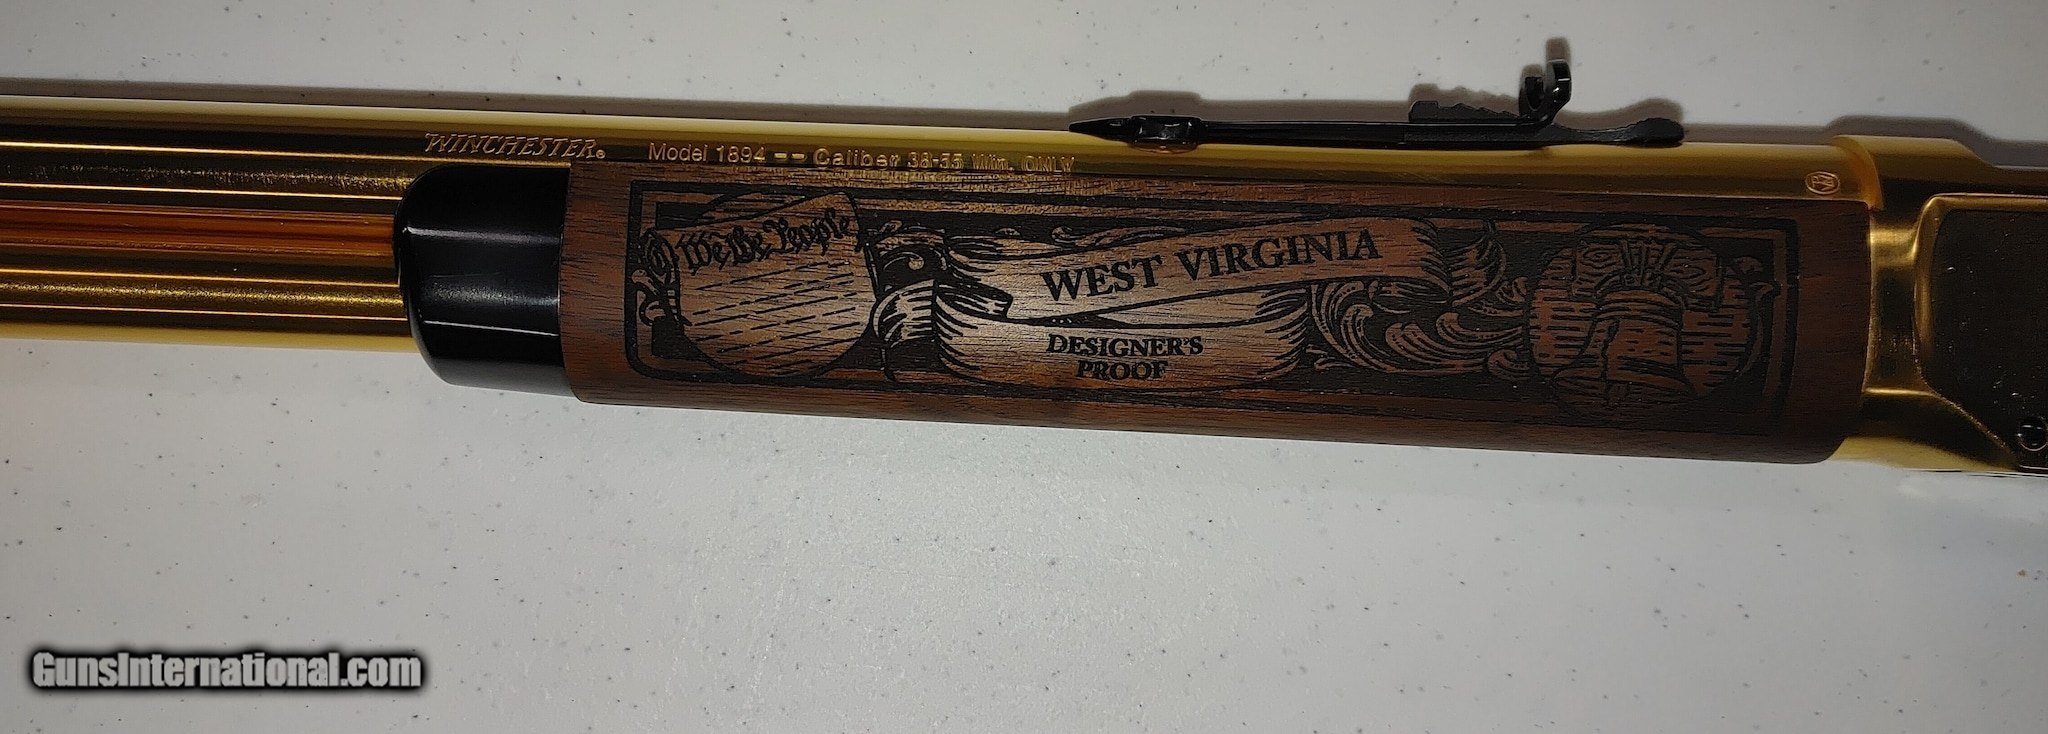 WINCHESTER®
Model 1894 -- Caliber 38-55 Win. ONLY
We the People
WEST VIRGINIA
DESIGNER'S
PROOF
GunsInternational.com